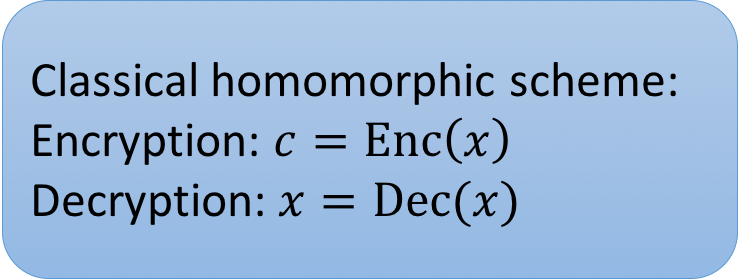 Classical homomorphic scheme:
Encryption: c = Enc(x)
Decryption: x = Dec(x)